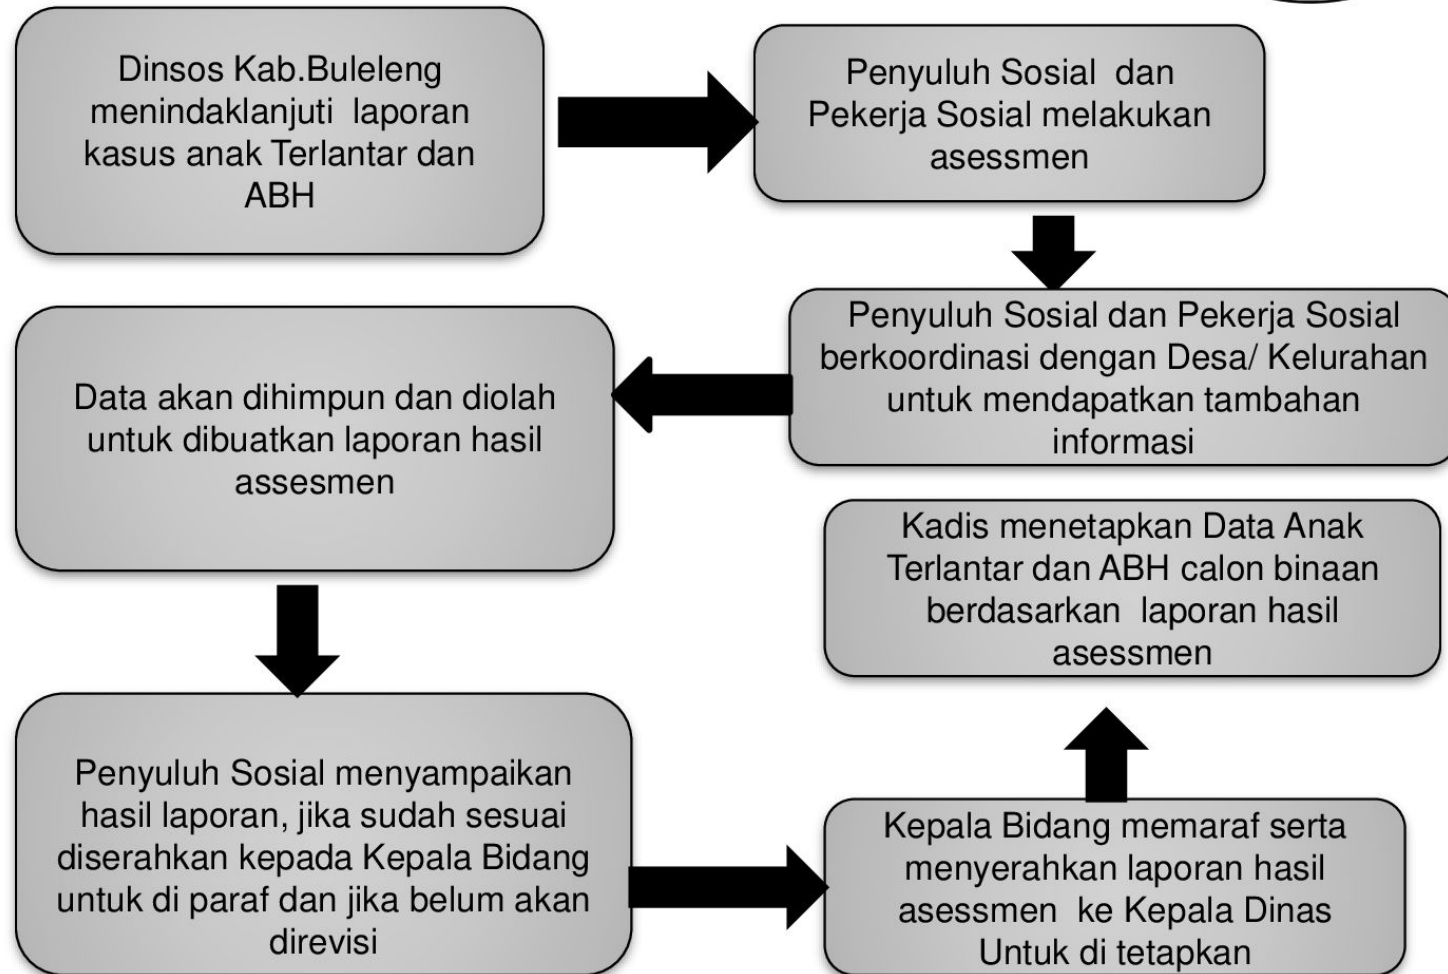 Dinsos Kab.Buleleng
menindaklanjuti laporan
kasus anak Terlantar dan
ABH
Penyuluh Sosial dan
Pekerja Sosial melakukan
asessmen
Penyuluh Sosial dan Pekerja Sosial
berkoordinasi dengan Desa/ Kelurahan
untuk mendapatkan tambahan
informasi
Data akan dihimpun dan diolah
untuk dibuatkan laporan hasil
assesmen
Penyuluh Sosial menyampaikan
hasil laporan, jika sudah sesuai
diserahkan kepada Kepala Bidang
untuk di paraf dan jika belum akan
direvisi
Kepala Bidang memaraf serta
menyerahkan laporan hasil
asessmen ke Kepala Dinas
Untuk di tetapkan
Kadis menetapkan Data Anak
Terlantar dan ABH calon binaan
berdasarkan laporan hasil
asessmen